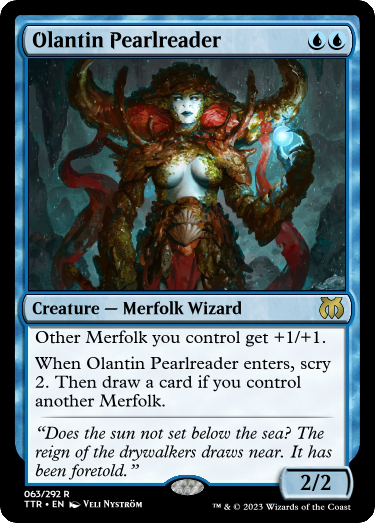 Olantin Pearlreader
Creature — Merfolk Wizard
Other Merfolk you control get +1/+1.
When Olantin Pearlreader enters, scry
2. Then draw a card if you control
another Merfolk.
“Does the sun not set below the sea? The
reign of the drywalkers draws near. It has
been foretold.”
2/2
063/292 R
TTR • EN Veli Nyström
™ & © 2023 Wizards of the Coast